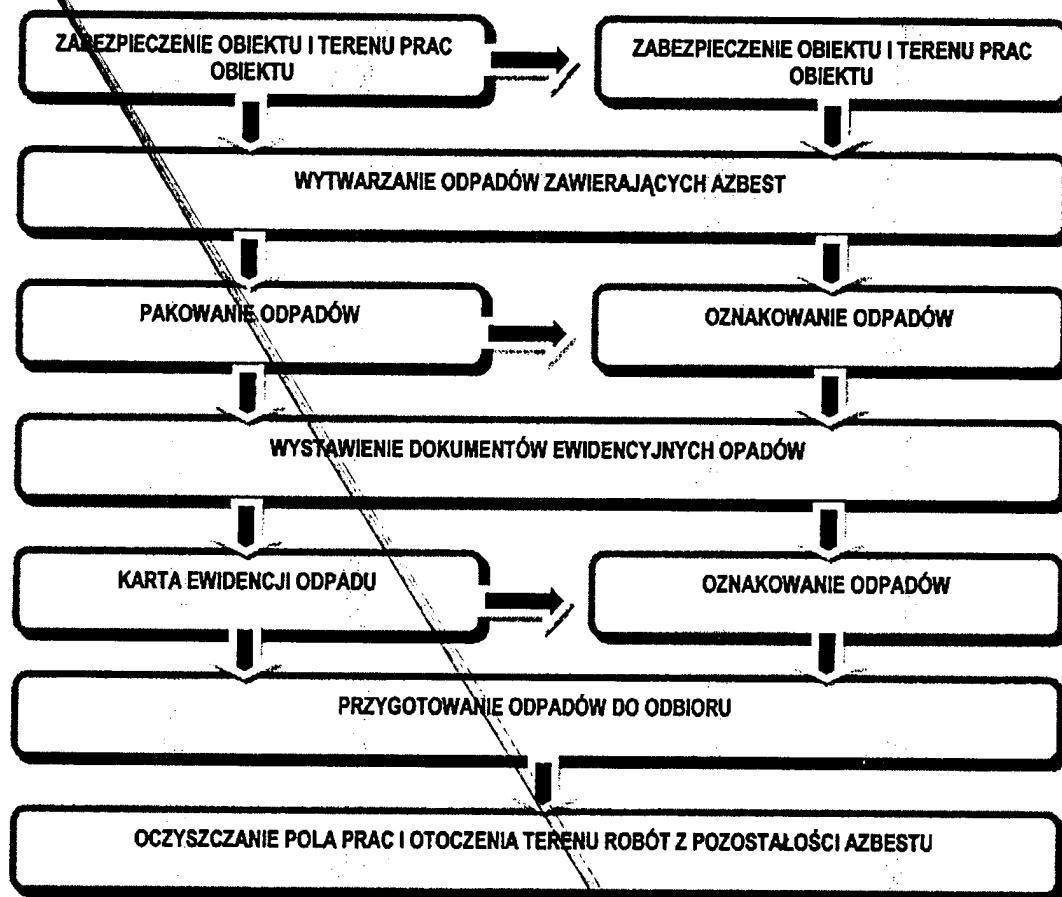 ZABEZPIECZENIE OBIEKTU I TERENU PRAC
OBIEKTU
ZABEZPIECZENIE OBIEKTU I TERENU PRAC
OBIEKTU
WYTWARZANIE ODPADÓW ZAWIERAJĄCYCH AZBEST
PAKOWANIE ODPADÓW
OZNAKOWANIE ODPADÓW
WYSTAWIENIE DOKUMENTÓW EWIDENCYJNYCH OPADÓW
KARTA EWIDENCJI ODPADU
OZNAKOWANIE ODPADÓW
PRZYGOTOWANIE ODPADÓW DO ODBIORU
OCZYSZCZANIE POLA PRAC I OTOCZENIA TERENU ROBÓT Z POZOSTAŁOŚCI AZBESTU